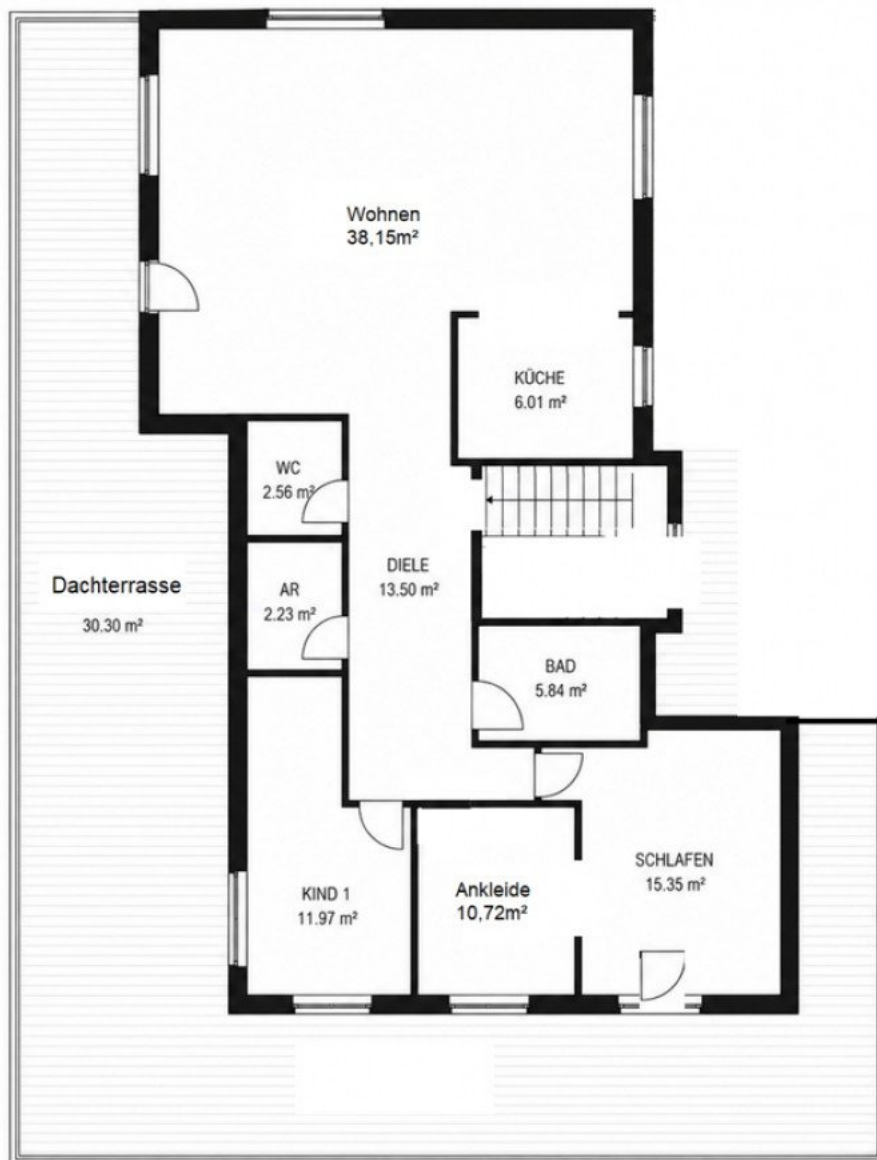 Wohnen
38,15m²
KÜCHE
6.01 m²
WC
2.56 m²
DIELE
13.50 m²
AR
2.23 m²
Dachterrasse
30.30 m²
BAD
5.84 m²
SCHLAFEN
15.35 m²
KIND 1
11.97 m²
Ankleide
10,72m²